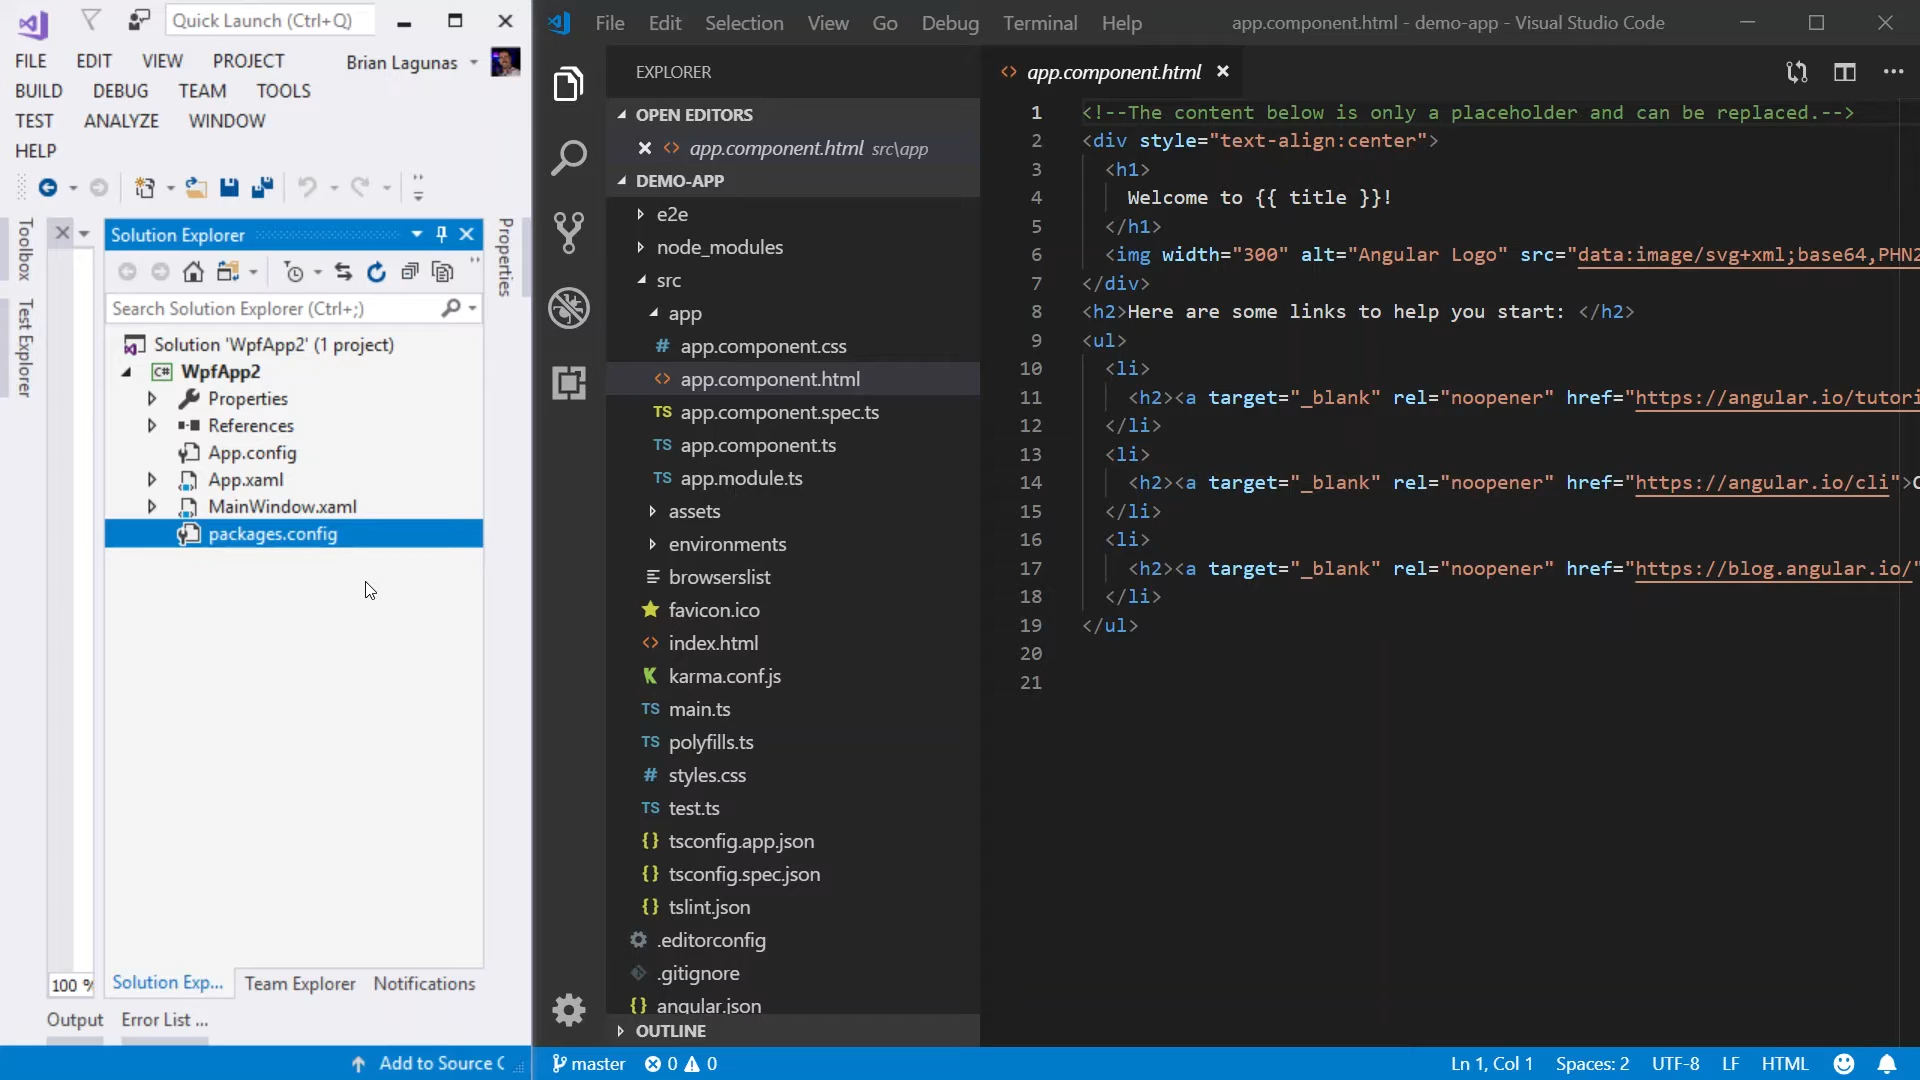 Quick Launch (Ctrl+Q)
FILE EDIT VIEW PROJECT Brian Lagunas
BUILD DEBUG TEAM TOOLS
TEST ANALYZE WINDOW
HELP
Toolbox
Test Explorer
Solution Explorer
Properties
Search Solution Explorer (Ctrl+;)
Solution 'WpfApp2' (1 project)
C# WpfApp2
Properties
References
App.config
App.xaml
MainWindow.xaml
packages.config
100 %
Solution Exp... Team Explorer Notifications
Output Error List ...
Add to Source C
File Edit Selection View Go Debug Terminal Help app.component.html - demo-app - Visual Studio Code
EXPLORER
OPEN EDITORS
<> app.component.html src\app
DEMO-APP
e2e
node_modules
src
app
# app.component.css
<> app.component.html
TS app.component.spec.ts
TS app.component.ts
TS app.module.ts
assets
environments
browserslist
favicon.ico
<> index.html
K karma.conf.js
TS main.ts
TS polyfills.ts
# styles.css
TS test.ts
{} tsconfig.app.json
{} tsconfig.spec.json
{} tslint.json
.editorconfig
.gitignore
{} angular.json
OUTLINE
<> app.component.html
1 <!--The content below is only a placeholder and can be replaced.-->
2 <div style="text-align:center">
3 <h1>
4 Welcome to {{ title }}!
5 </h1>
6 <img width="300" alt="Angular Logo" src="data:image/svg+xml;base64,PHN2
7 </div>
8 <h2>Here are some links to help you start: </h2>
9 <ul>
10 <li>
11 <h2><a target="_blank" rel="noopener" href="https://angular.io/tutori
12 </li>
13 <li>
14 <h2><a target="_blank" rel="noopener" href="https://angular.io/cli">C
15 </li>
16 <li>
17 <h2><a target="_blank" rel="noopener" href="https://blog.angular.io/"
18 </li>
19 </ul>
20
21
master 0 0 Ln 1, Col 1 Spaces: 2 UTF-8 LF HTML